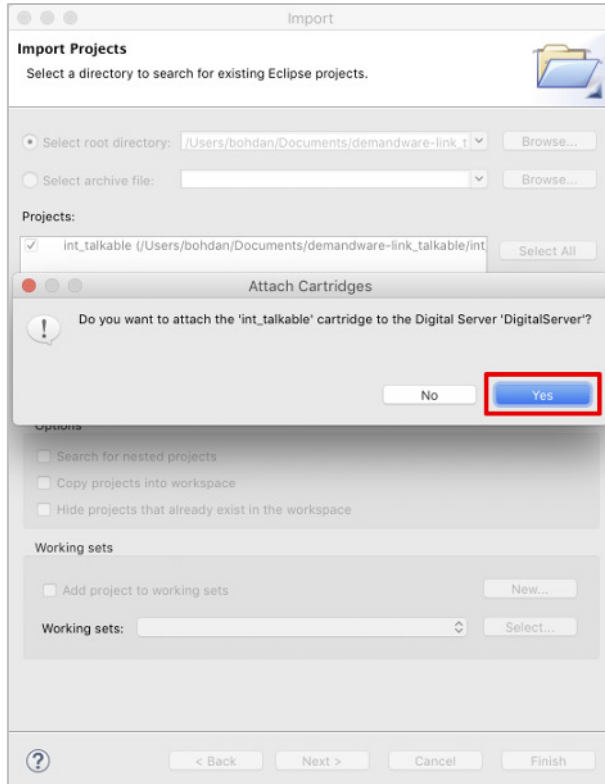 Import
Import Projects
Select a directory to search for existing Eclipse projects.
Select root directory: /Users/bohdan/Documents/demandware-link_t Browse...
Select archive file: Browse...
Projects:
int_talkable (/Users/bohdan/Documents/demandware-link_talkable/int Select All
Attach Cartridges
Do you want to attach the 'int_talkable' cartridge to the Digital Server 'DigitalServer'?
No Yes
Options
Search for nested projects
Copy projects into workspace
Hide projects that already exist in the workspace
Working sets
Add project to working sets New...
Working sets: Select...
? < Back Next > Cancel Finish